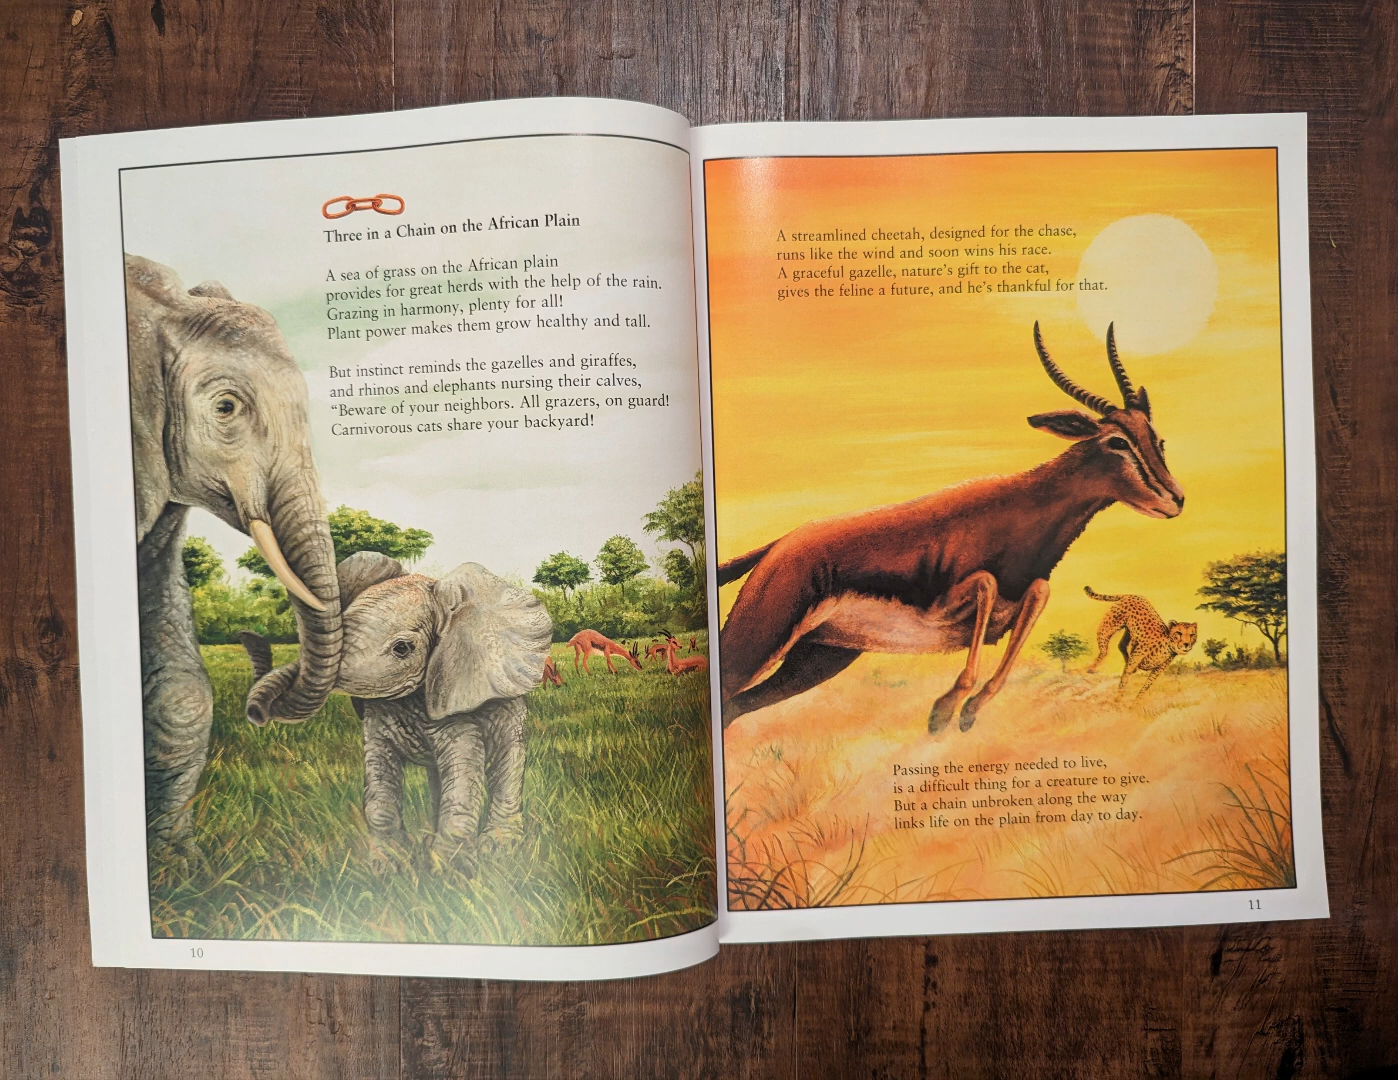 Three in a Chain on the African Plain
A sea of grass on the African plain
provides for great herds with the help of the rain.
Grazing in harmony, plenty for all!
Plant power makes them grow healthy and tall.
But instinct reminds the gazelles and giraffes,
and rhinos and elephants nursing their calves,
“Beware of your neighbors. All grazers, on guard!
Carnivorous cats share your backyard!
10
A streamlined cheetah, designed for the chase,
runs like the wind and soon wins his race.
A graceful gazelle, nature’s gift to the cat,
gives the feline a future, and he’s thankful for that.
Passing the energy needed to live,
is a difficult thing for a creature to give.
But a chain unbroken along the way
links life on the plain from day to day.
11